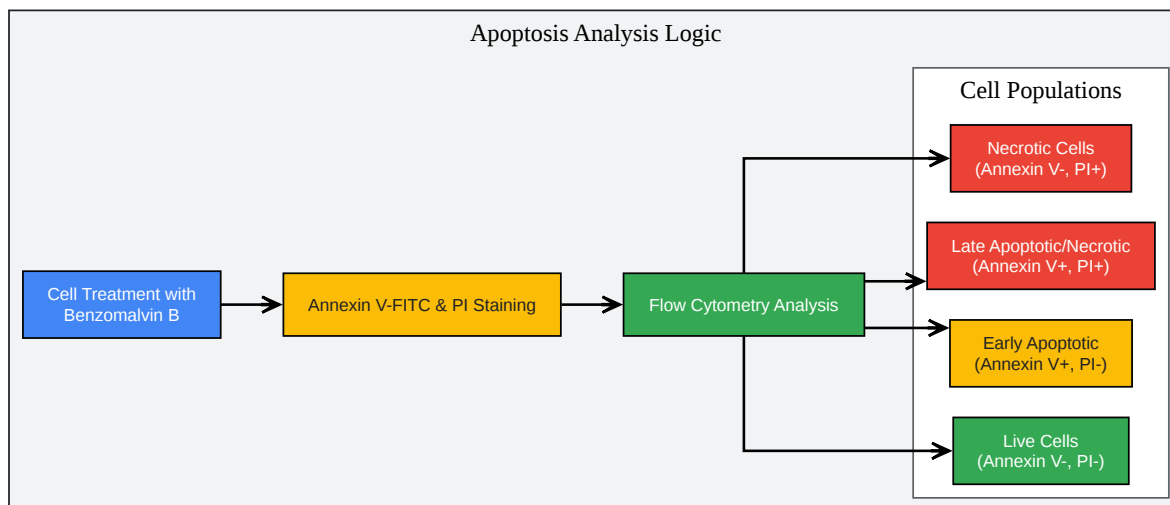 Apoptosis Analysis Logic
Cell Populations
Necrotic Cells
(Annexin V-, PI+)
Late Apoptotic/Necrotic
(Annexin V+, PI+)
Cell Treatment with
Benzomalvin B
Annexin V-FITC & PI Staining
Flow Cytometry Analysis
Early Apoptotic
(Annexin V+, PI-)
Live Cells
(Annexin V-, PI-)